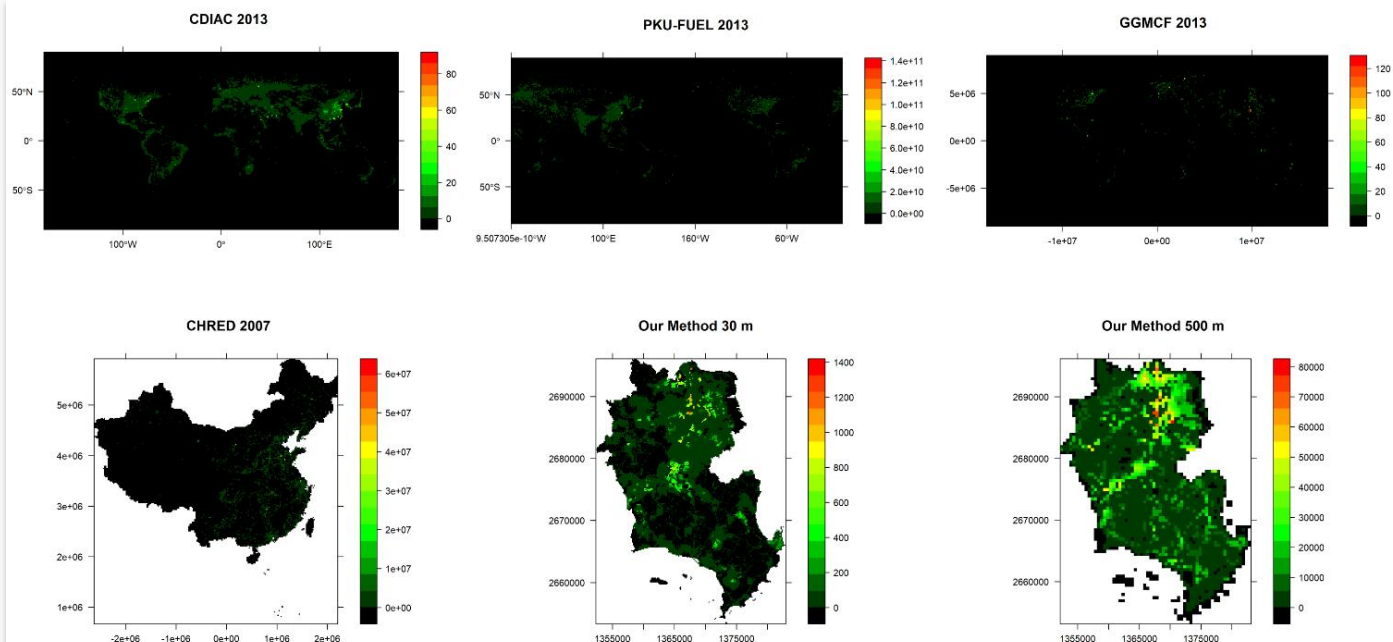 CDIAC 2013
50°N
0°
50°S
100°W
0°
100°E
80
60
40
20
0
PKU-FUEL 2013
50°N
0°
50°S
9.507305e-10°W
100°E
160°W
60°W
1.4e+11
1.2e+11
1.0e+11
8.0e+10
6.0e+10
4.0e+10
2.0e+10
0.0e+00
GGMCF 2013
5e+06
0e+00
-5e+06
-1e+07
0e+00
1e+07
120
100
80
60
40
20
0
CHRED 2007
5e+06
4e+06
3e+06
2e+06
1e+06
-2e+06
-1e+06
0e+00
1e+06
2e+06
6e+07
5e+07
4e+07
3e+07
2e+07
1e+07
0e+00
Our Method 30 m
2690000
2680000
2670000
2660000
1355000
1365000
1375000
1400
1200
1000
800
600
400
200
0
Our Method 500 m
2690000
2680000
2670000
2660000
1355000
1365000
1375000
80000
70000
60000
50000
40000
30000
20000
10000
0